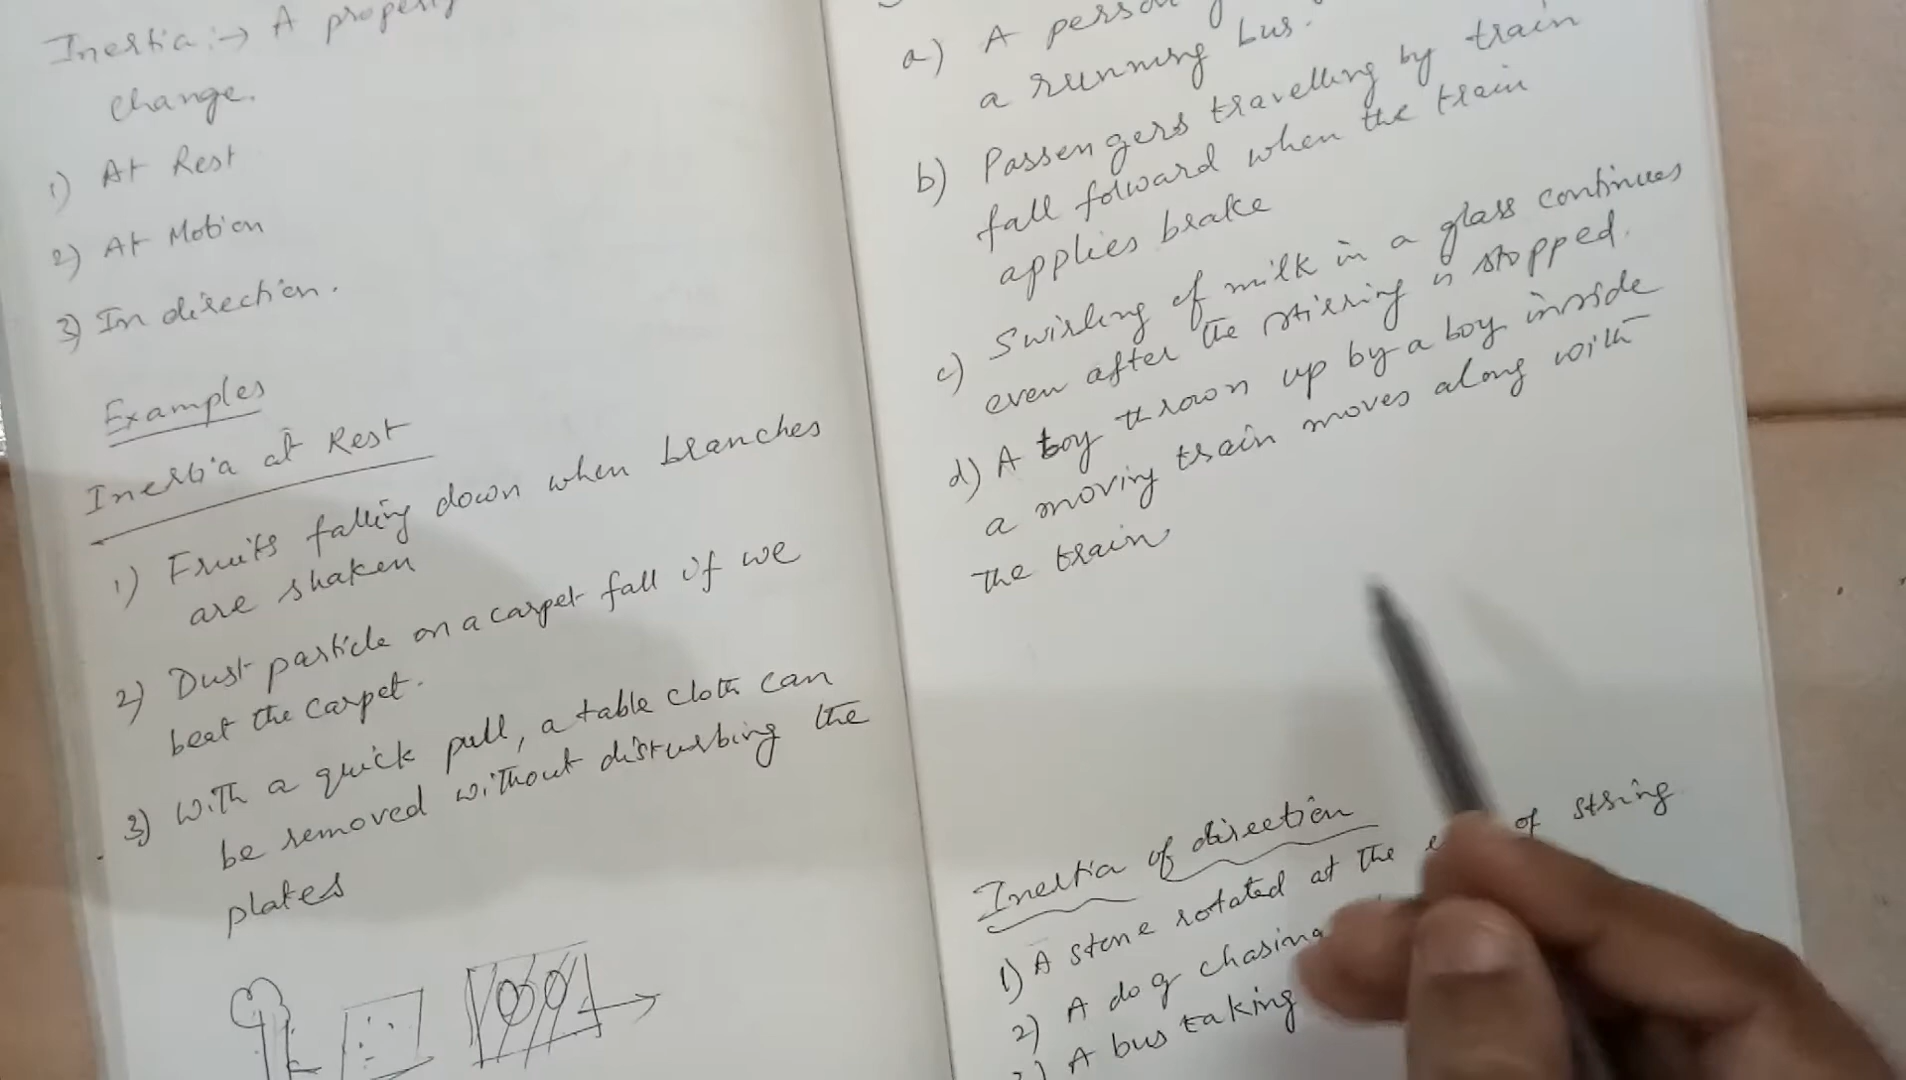 Inertia :→ A property
change.
1) At Rest
2) At Motion
3) In direction.
Examples
Inertia at Rest
1) Fruits falling down when branches
are shaken
2) Dust particle on a carpet fall if we
beat the carpet.
3) With a quick pull, a table cloth can
be removed without disturbing the
plates
a) A person
a running bus.
b) Passengers travelling by train
fall forward when the train
applies brake
c) Swirling of milk in a glass continues
even after the stirring is stopped.
d) A toy thrown up by a boy inside
a moving train moves along with
the train
Inertia of direction
1) A stone rotated at the of string
2) A dog chasing
A bus taking